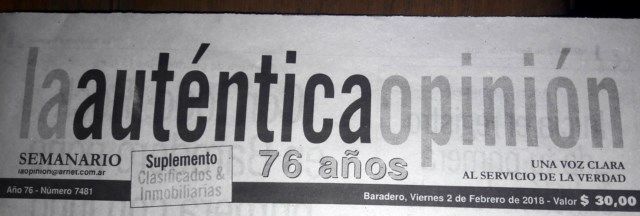 laauténticaopinión
76 años
SEMANARIO
laopinion@arnet.com.ar
Suplemento
Clasificados &
Inmobiliarias
UNA VOZ CLARA
AL SERVICIO DE LA VERDAD
Año 76 - Número 7481
Baradero, Viernes 2 de Febrero de 2018 - Valor $ 30,00